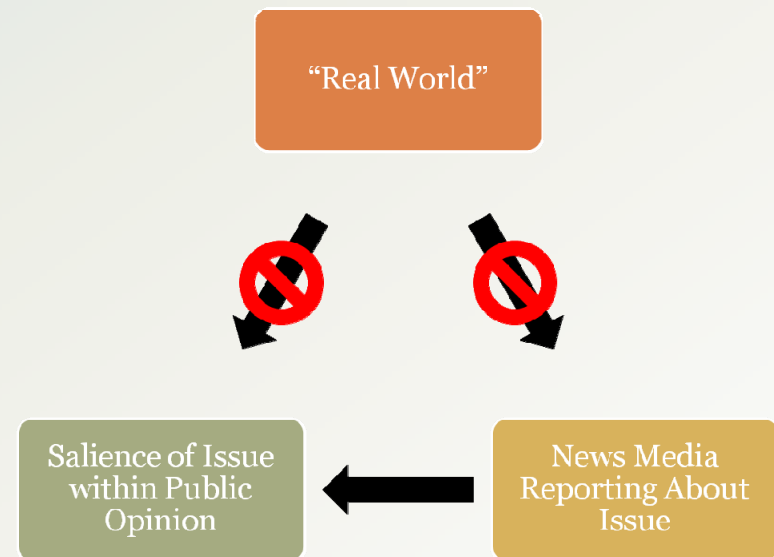 “Real World”
Salience of Issue
within Public
Opinion
News Media
Reporting About
Issue